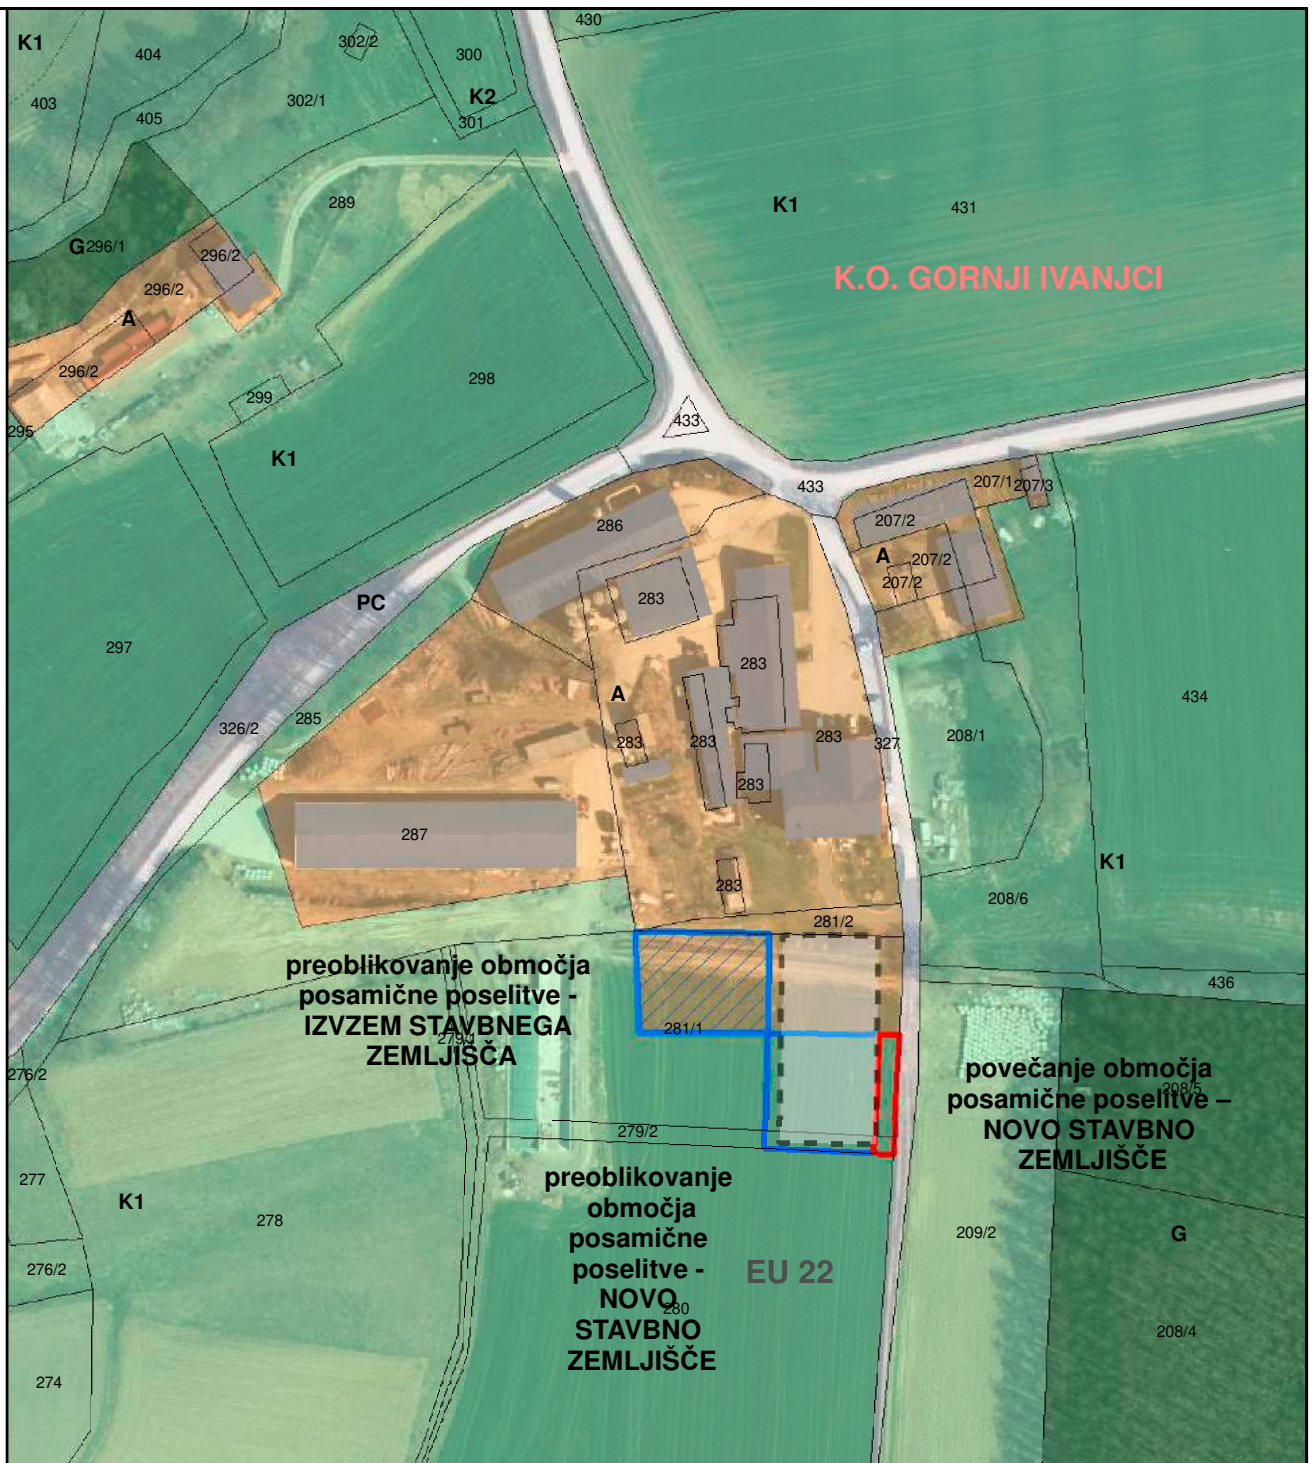 430
K1
404
302/2
300
K2
403
302/1
405
301
289
K1
431
G
296/1
296/2
K.O. GORNJI IVANJCI
296/2
A
296/2
298
299
433
295
K1
433
207/1
207/3
286
207/2
A
207/2
207/2
283
PC
297
283
A
434
285
326/2
283
283
283
327
208/1
283
287
K1
283
208/6
281/2
preoblikovanje območja
posamične poselitve -
IZVZEM STAVBNEGA
ZEMLJIŠČA
436
281/1
279/1
276/2
povečanje območja
posamične poselitve –
NOVO STAVBNO
ZEMLJIŠČE
208/5
279/2
preoblikovanje
območja
posamične
poselitve -
NOVO
STAVBNO
ZEMLJIŠČE
277
K1
278
209/2
G
276/2
EU 22
280
208/4
274